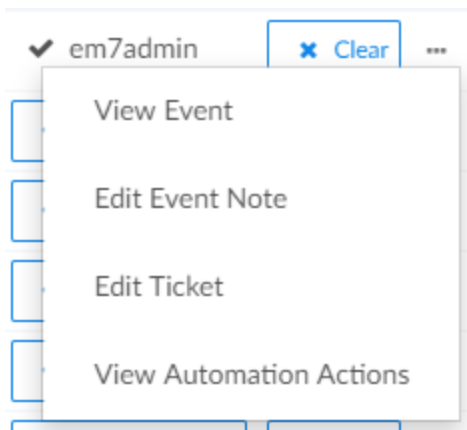 em7admin Clear
View Event
Edit Event Note
Edit Ticket
View Automation Actions